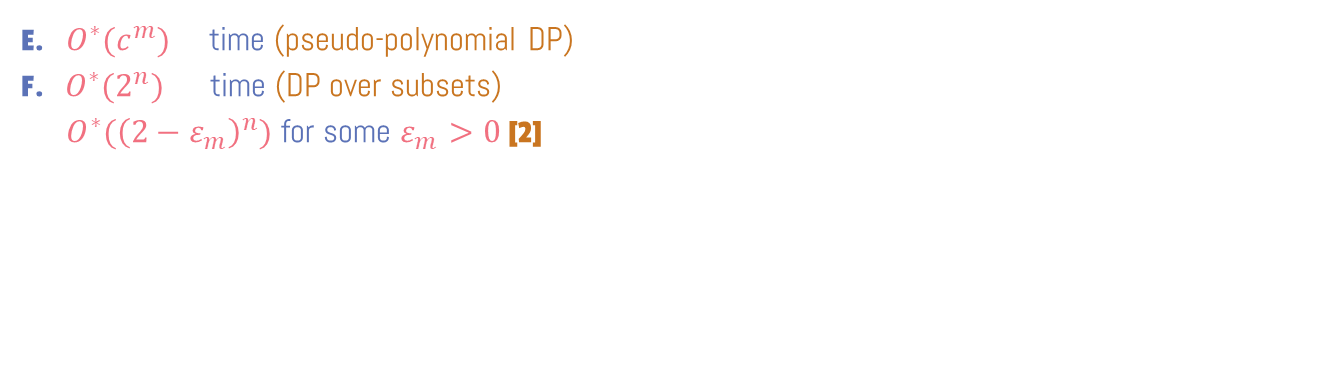 E. O*(c^m) time (pseudo-polynomial DP)
F. O*(2^n) time (DP over subsets)
O*((2 − ε_m)^n) for some ε_m > 0 [2]